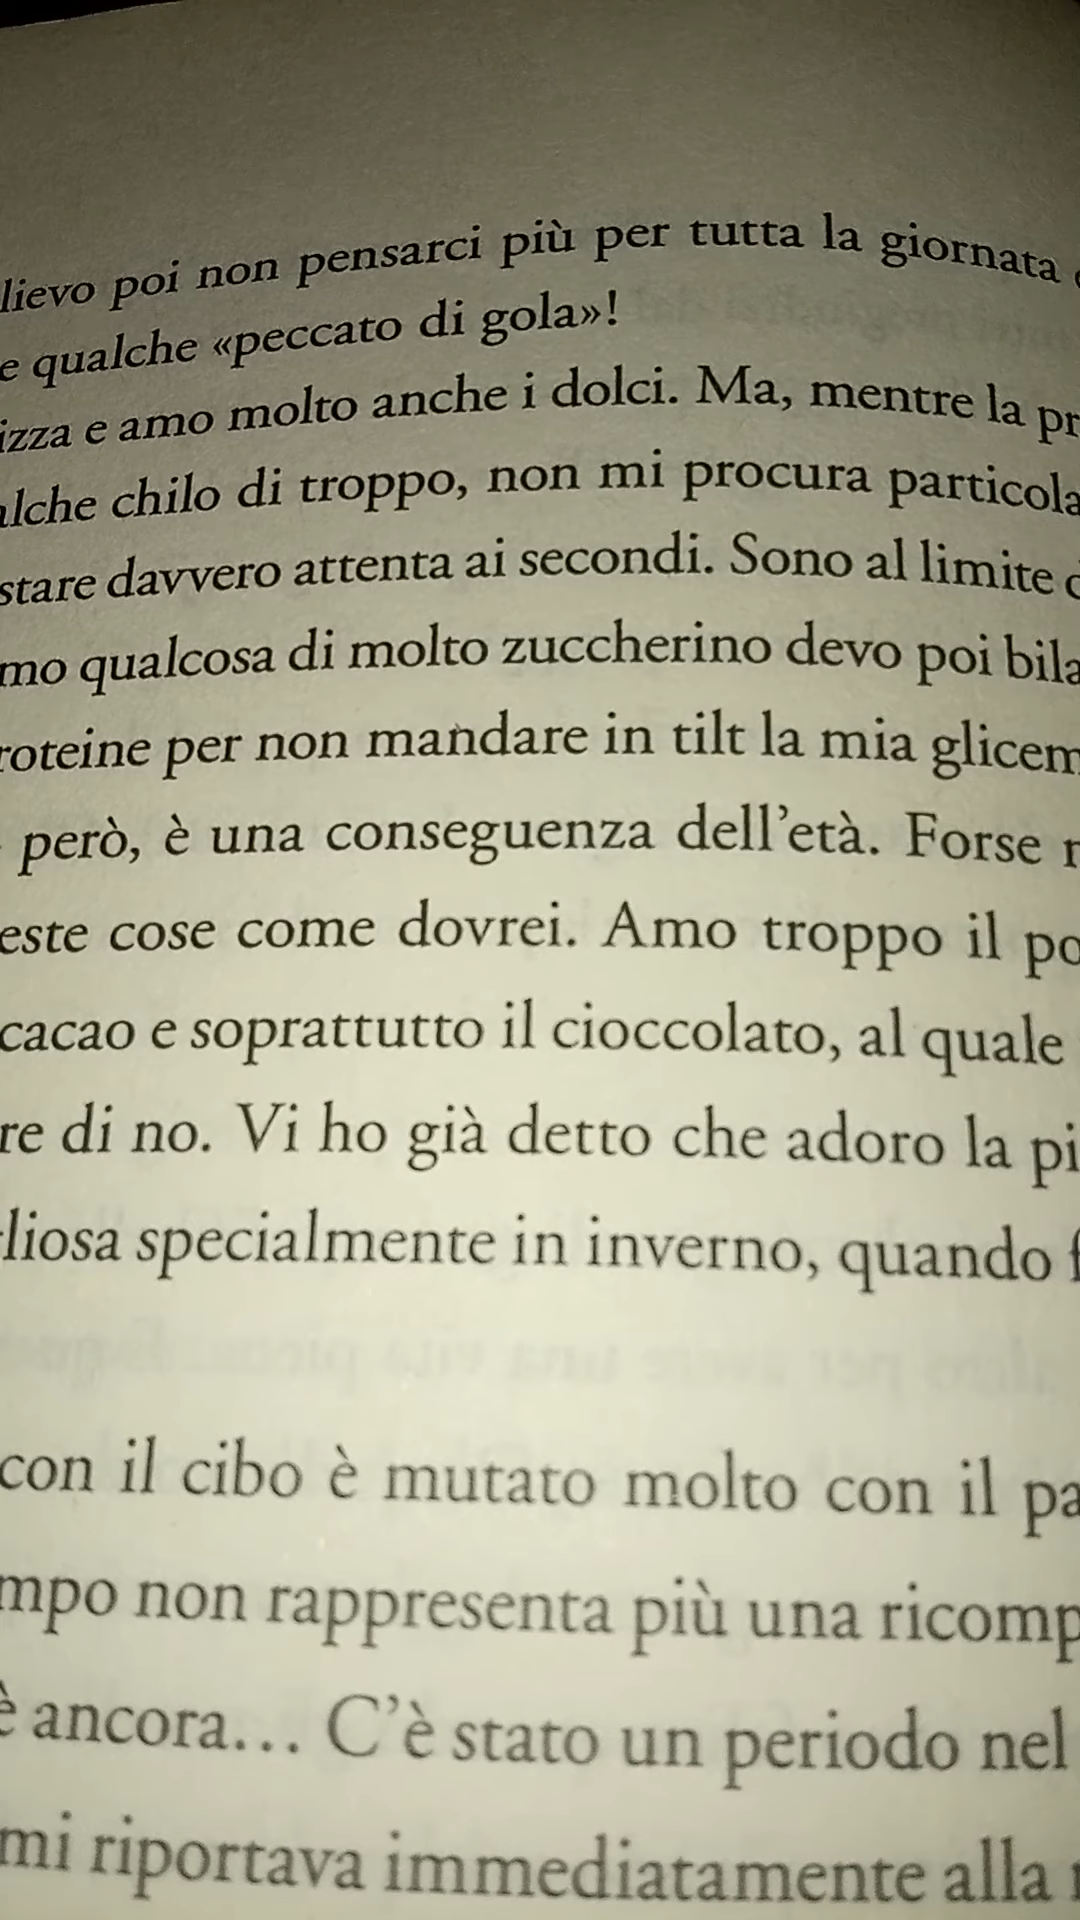 lievo poi non pensarci più per tutta la giornata
e qualche «peccato di gola»!
izza e amo molto anche i dolci. Ma, mentre la pr
lche chilo di troppo, non mi procura particola
stare davvero attenta ai secondi. Sono al limite
mo qualcosa di molto zuccherino devo poi bila
roteine per non mandare in tilt la mia glicem
però, è una conseguenza dell'età. Forse
este cose come dovrei. Amo troppo il po
cacao e soprattutto il cioccolato, al quale
re di no. Vi ho già detto che adoro la pi
liosa specialmente in inverno, quando f
con il cibo è mutato molto con il pa
mpo non rappresenta più una ricomp
è ancora... C'è stato un periodo nel
mi riportava immediatamente alla